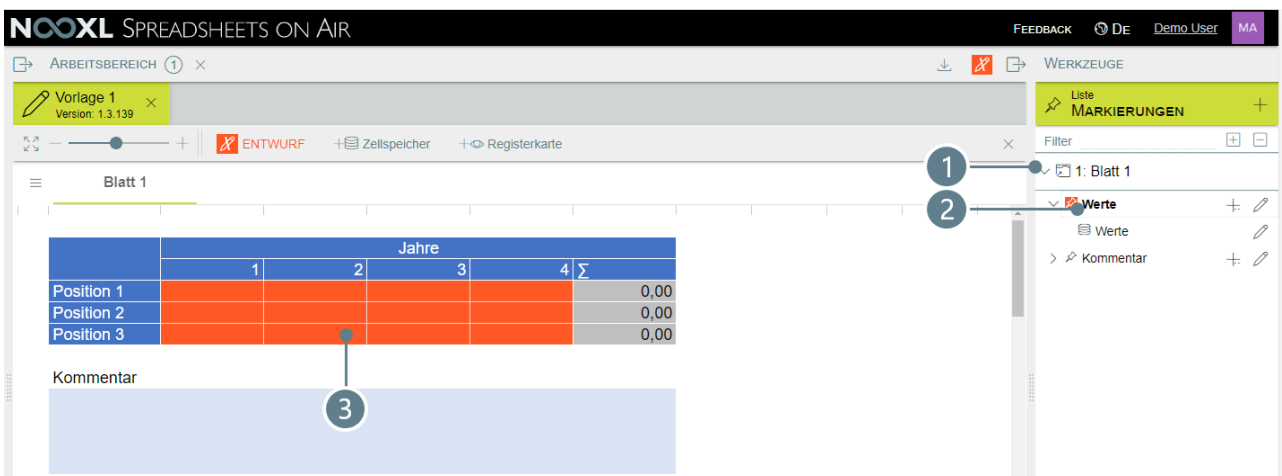 NOOXL SPREADSHEETS ON AIR
FEEDBACK DE Demo User MA
ARBEITSBEREICH 1
WERKZEUGE
Vorlage 1
Version: 1.3.139
Liste
MARKIERUNGEN
ENTWURF Zellspeicher Registerkarte
Filter
1
1: Blatt 1
Blatt 1
2
Werte
Werte
Kommentar
Jahre
1 2 3 4 ∑
Position 1 0,00
Position 2 0,00
Position 3 0,00
Kommentar
3